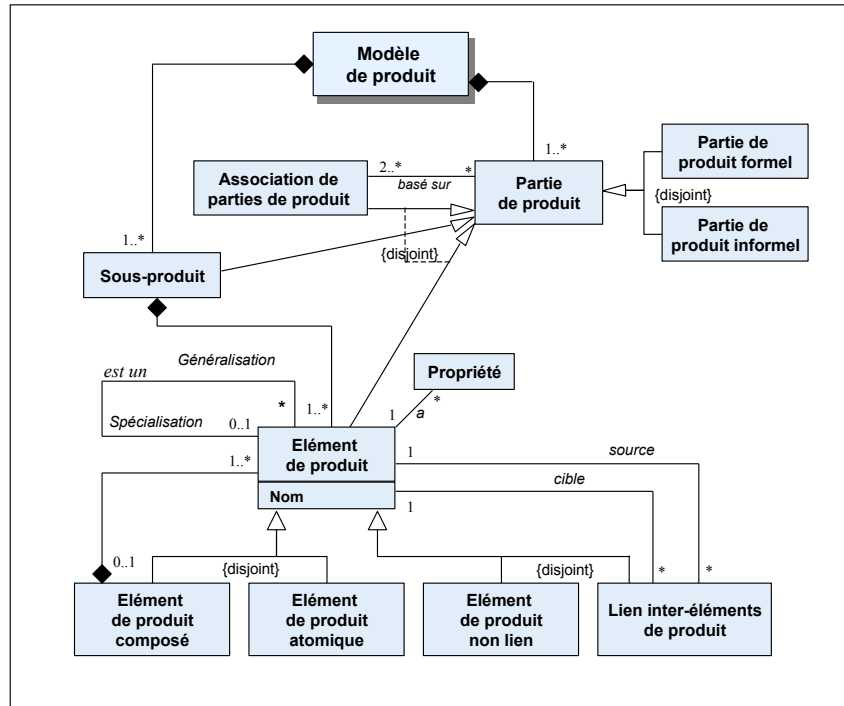 Modèle
de produit
1..*
Partie de
produit formel
2..*
*
basé sur
Association de
parties de produit
Partie
de produit
{disjoint}
Partie de
produit informel
1..*
{disjoint}
Sous-produit
Généralisation
est un
Propriété
*
1..*
1
*
a
Spécialisation
0..1
Elément
de produit
1..*
1
source
cible
Nom
1
0..1
{disjoint}
{disjoint}
*
*
Elément
de produit
composé
Elément
de produit
atomique
Elément
de produit
non lien
Lien inter-éléments
de produit